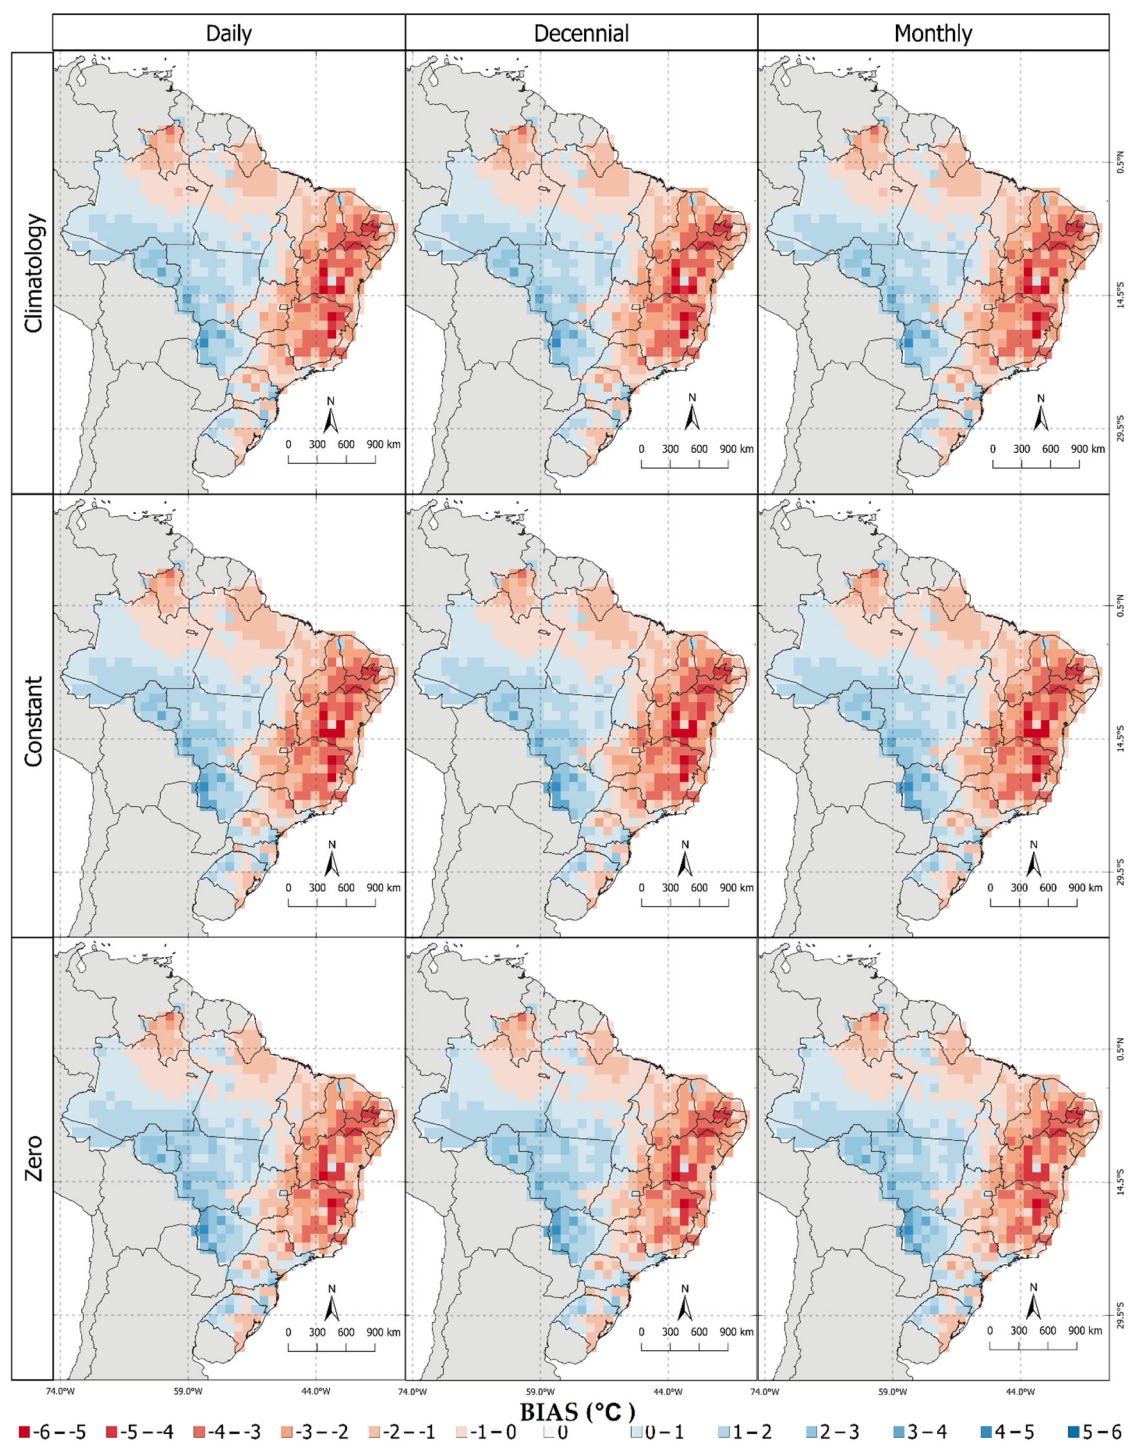 Daily Decennial Monthly
Climatology
N N N
0 300 600 900 km 0 300 600 900 km 0 300 600 900 km
0.5°N
14.5°S
29.5°S
Constant
N N N
0 300 600 900 km 0 300 600 900 km 0 300 600 900 km
0.5°N
14.5°S
29.5°S
Zero
N N N
0 300 600 900 km 0 300 600 900 km 0 300 600 900 km
0.5°N
14.5°S
29.5°S
74.0°W 59.0°W 44.0°W 74.0°W 59.0°W 44.0°W 74.0°W 59.0°W 44.0°W
BIAS (°C )
-6--5 -5--4 -4--3 -3--2 -2--1 -1-0 0 0-1 1-2 2-3 3-4 4-5 5-6